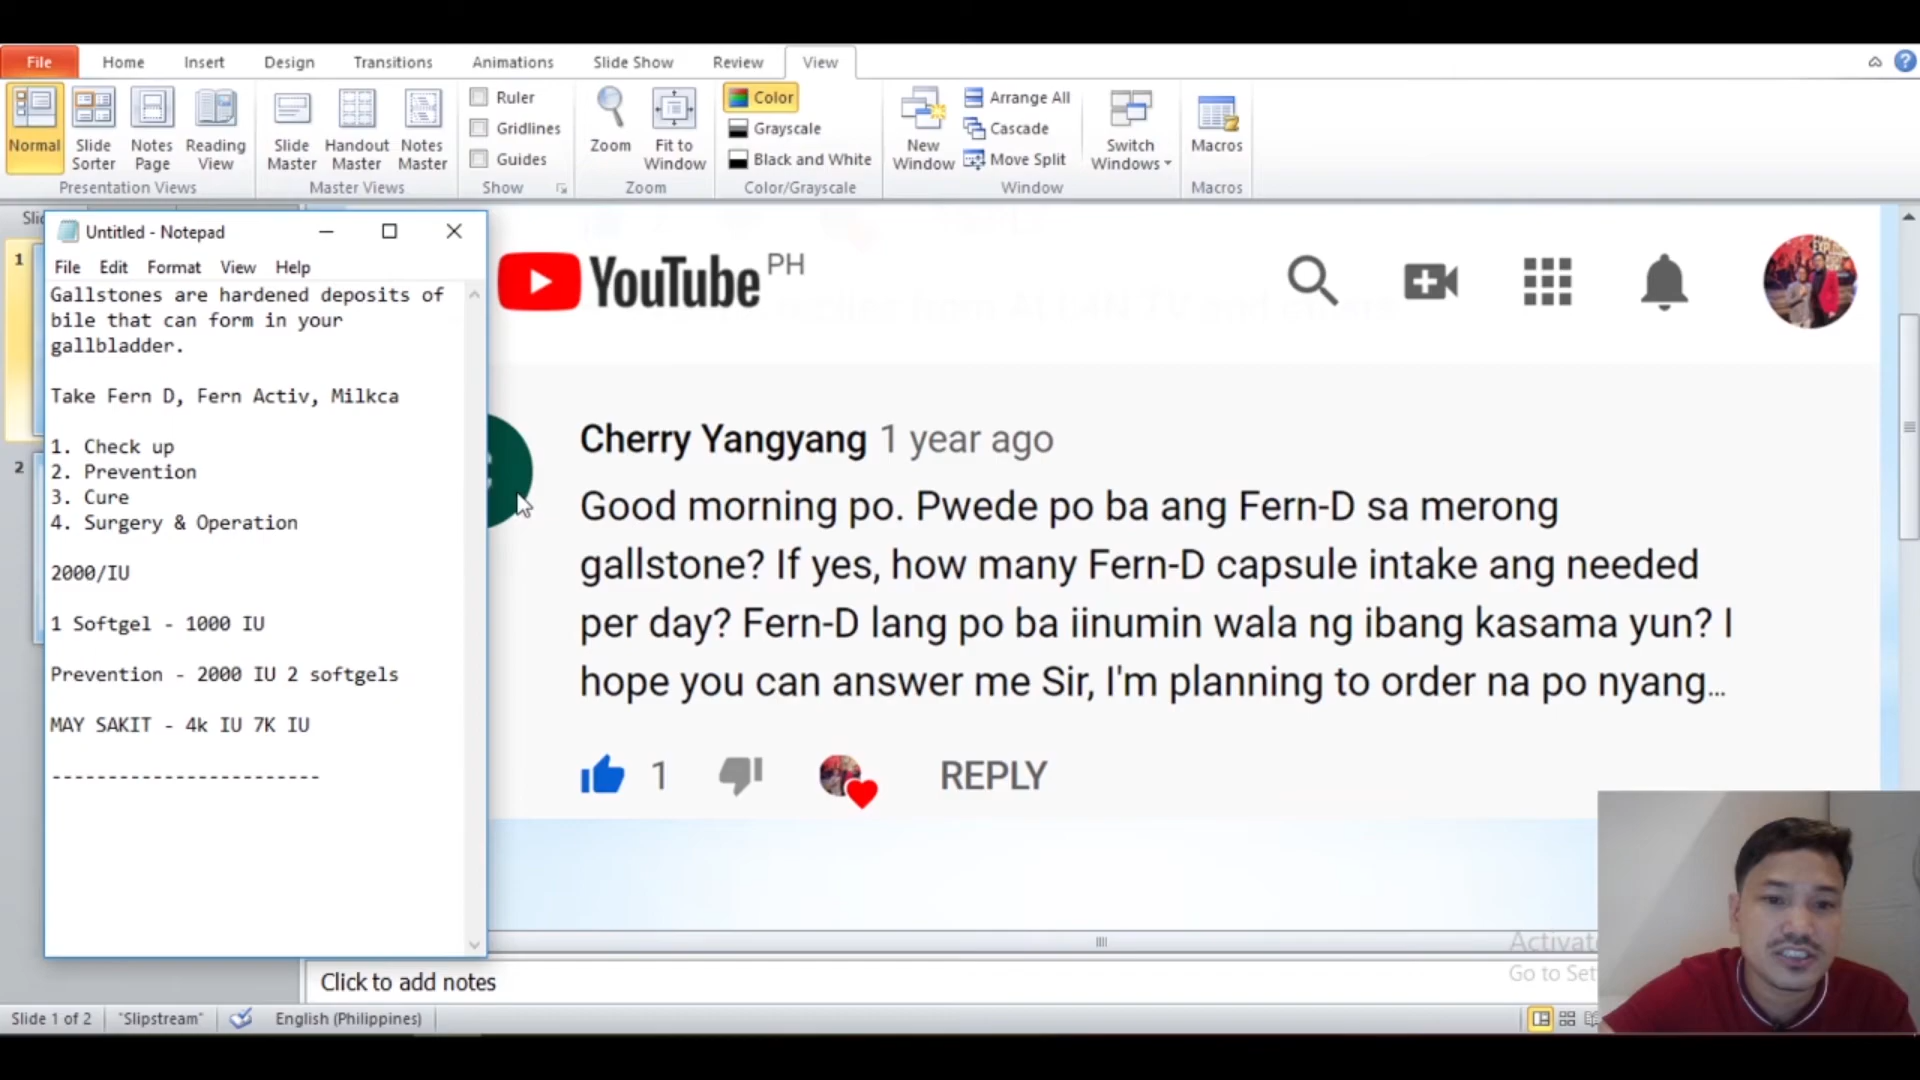 File Home Insert Design Transitions Animations Slide Show Review View
Normal
Slide Sorter
Notes Page
Reading View
Presentation Views
Slide Master
Handout Master
Notes Master
Master Views
Ruler
Gridlines
Guides
Show
Zoom
Fit to Window
Zoom
Color
Grayscale
Black and White
Color/Grayscale
New Window
Arrange All
Cascade
Move Split
Switch Windows
Window
Macros
Macros
1
2
Untitled - Notepad
File Edit Format View Help
Gallstones are hardened deposits of
bile that can form in your
gallbladder.
Take Fern D, Fern Activ, Milkca
1. Check up
2. Prevention
3. Cure
4. Surgery & Operation
2000/IU
1 Softgel - 1000 IU
Prevention - 2000 IU 2 softgels
MAY SAKIT - 4k IU 7K IU
------------------------
YouTube PH
Cherry Yangyang 1 year ago
Good morning po. Pwede po ba ang Fern-D sa merong
gallstone? If yes, how many Fern-D capsule intake ang needed
per day? Fern-D lang po ba iinumin wala ng ibang kasama yun? I
hope you can answer me Sir, I'm planning to order na po nyang...
1 REPLY
Click to add notes
Slide 1 of 2 "Slipstream" English (Philippines)